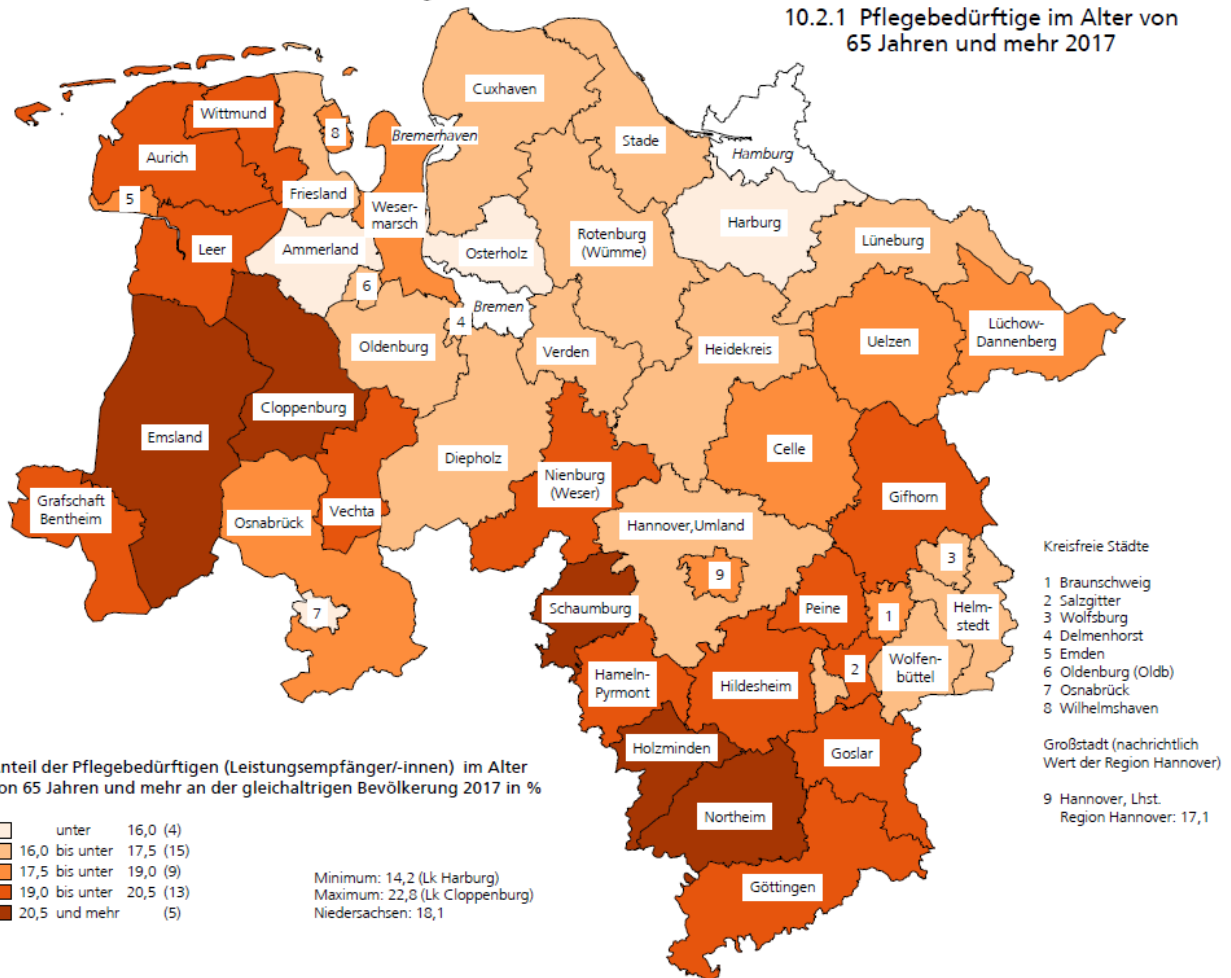 10.2.1 Pflegebedürftige im Alter von
65 Jahren und mehr 2017
Cuxhaven
Wittmund
8
Bremerhaven
Stade
Hamburg
Aurich
5
Friesland
Weser-
marsch
Harburg
Leer
Ammerland
Osterholz
Rotenburg
(Wümme)
Lüneburg
6
Bremen
4
Oldenburg
Verden
Heidekreis
Uelzen
Lüchow-
Dannenberg
Cloppenburg
Emsland
Diepholz
Celle
Nienburg
(Weser)
Gifhorn
Grafschaft
Bentheim
Osnabrück
Vechta
Hannover,Umland
3
9
7
Schaumburg
Peine
1
Helm-
stedt
Hameln-
Pyrmont
Hildesheim
2
Wolfen-
büttel
Holzminden
Goslar
Northeim
Göttingen
Kreisfreie Städte
1 Braunschweig
2 Salzgitter
3 Wolfsburg
4 Delmenhorst
5 Emden
6 Oldenburg (Oldb)
7 Osnabrück
8 Wilhelmshaven
Großstadt (nachrichtlich
Wert der Region Hannover)
9 Hannover, Lhst.
Region Hannover: 17,1
nteil der Pflegebedürftigen (Leistungsempfänger/-innen) im Alter
on 65 Jahren und mehr an der gleichaltrigen Bevölkerung 2017 in %
unter 16,0 (4)
16,0 bis unter 17,5 (15)
17,5 bis unter 19,0 (9)
19,0 bis unter 20,5 (13)
20,5 und mehr (5)
Minimum: 14,2 (Lk Harburg)
Maximum: 22,8 (Lk Cloppenburg)
Niedersachsen: 18,1